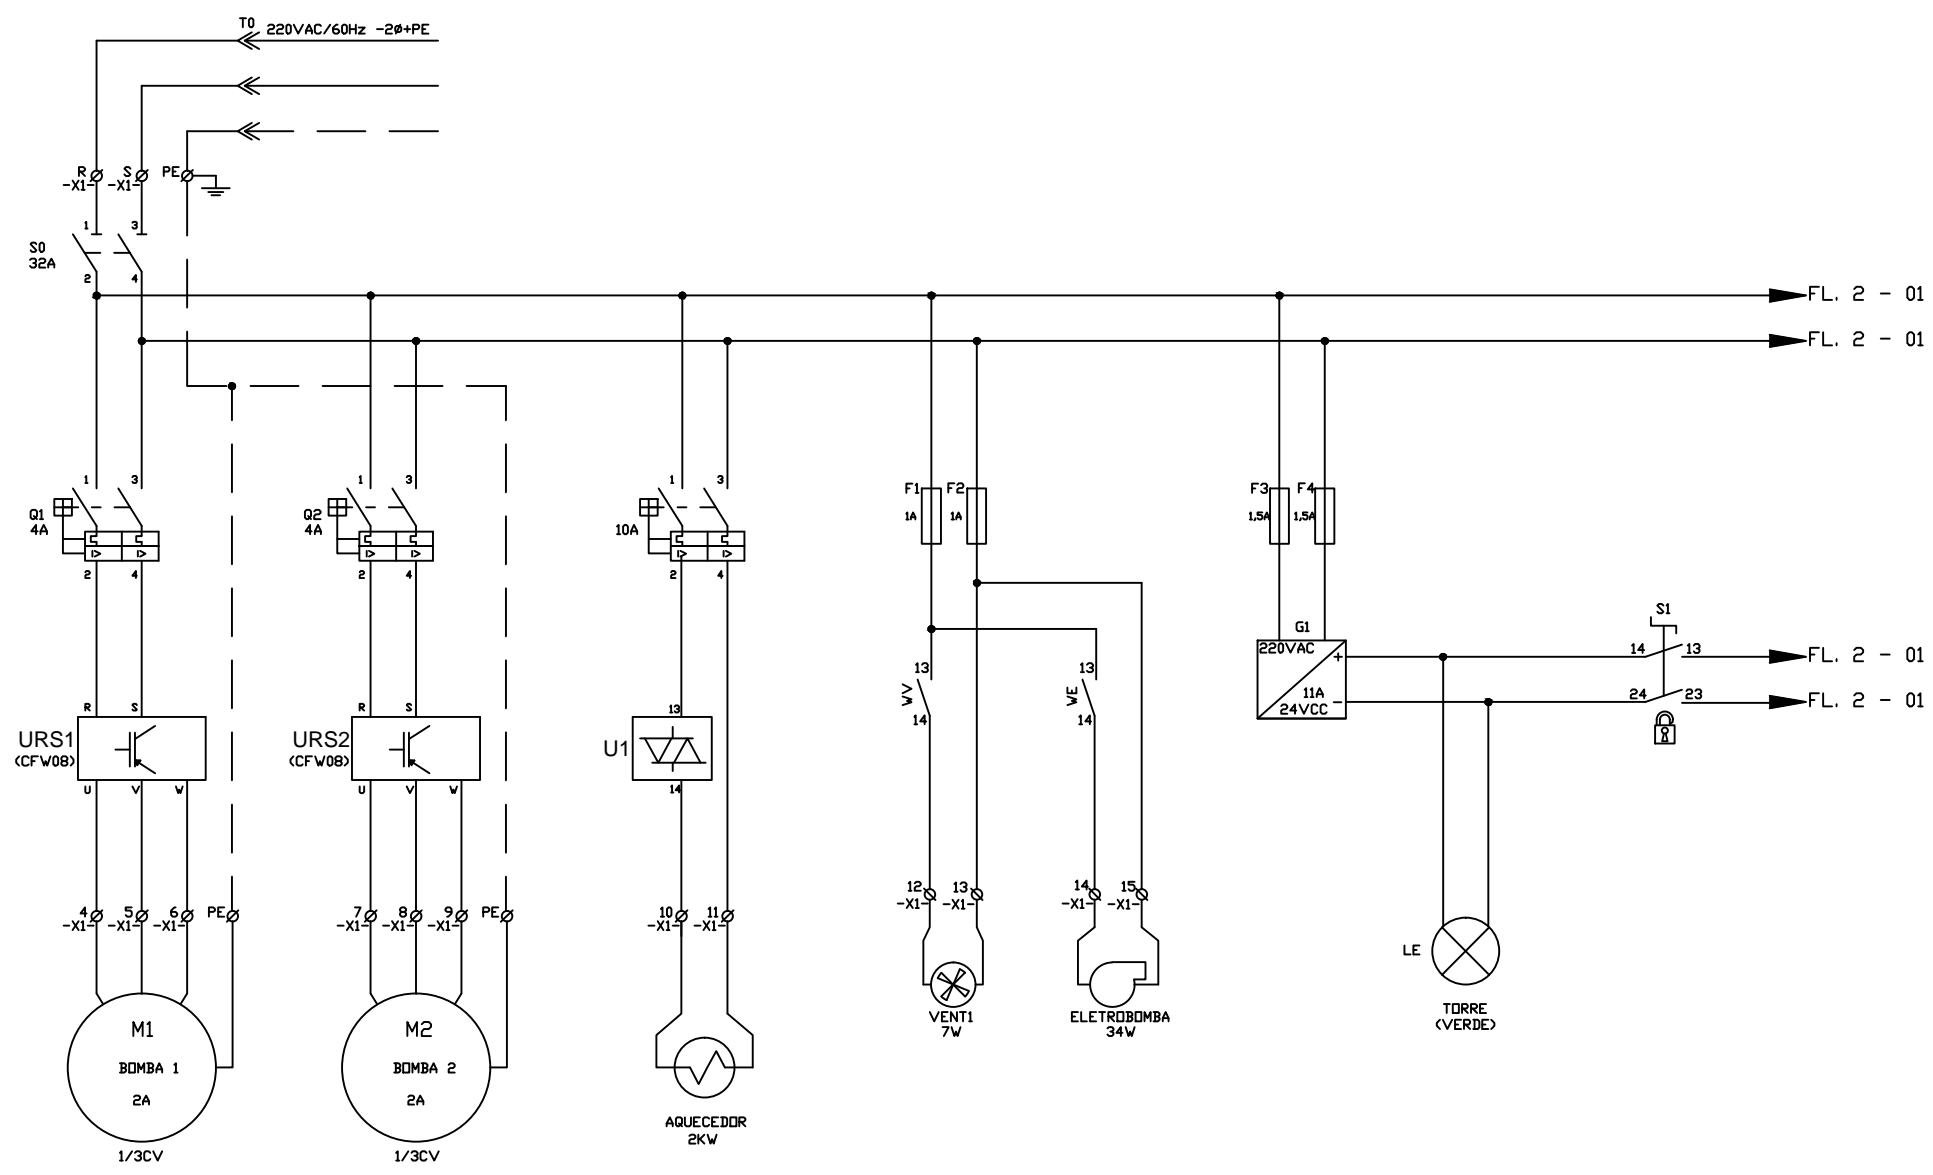 T0
220VAC/60Hz -2ø+PE
R S PE
-X1- -X1-
1 3
S0
32A
2 4
FL. 2 - 01
FL. 2 - 01
1 3
Q1
4A
I> I>
2 4
1 3
Q2
4A
I> I>
2 4
1 3
10A
I> I>
2 4
F1 F2
1A 1A
F3 F4
1,5A 1,5A
G1
220VAC
+
11A
24VCC -
S1
14 13
FL. 2 - 01
24 23
FL. 2 - 01
13
WV
14
13
WE
14
R S
URS1
(CFW08)
U V W
R S
URS2
(CFW08)
U V W
13
U1
14
4 5 6 PE
-X1- -X1- -X1-
7 8 9 PE
-X1- -X1- -X1-
10 11
-X1- -X1-
12 13
-X1- -X1-
14 15
-X1- -X1-
M1
BOMBA 1
2A
1/3CV
M2
BOMBA 2
2A
1/3CV
AQUECEDOR
2KW
VENT1
7W
ELETROBOMBA
34W
LE
TORRE
(VERDE)